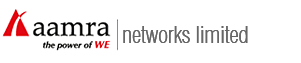 aamra
the power of WE
networks limited